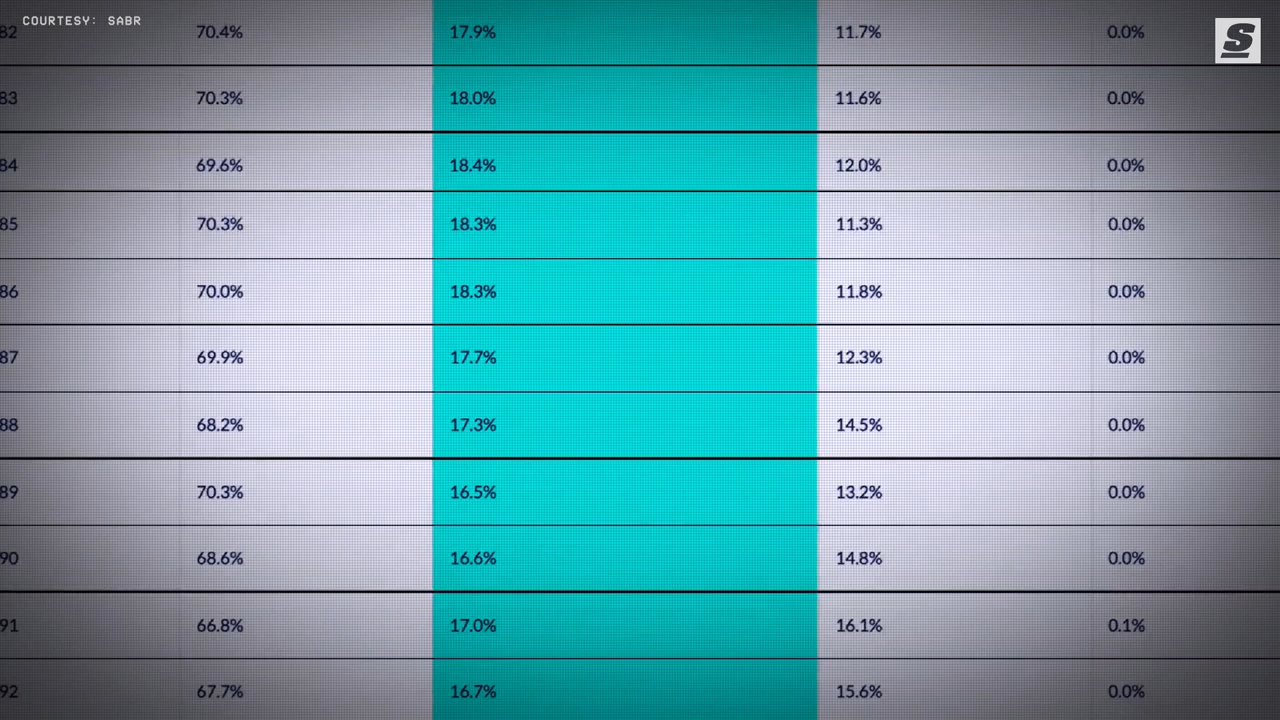 COURTESY: SABR
S
82 70.4% 17.9% 11.7% 0.0%
83 70.3% 18.0% 11.6% 0.0%
84 69.6% 18.4% 12.0% 0.0%
85 70.3% 18.3% 11.3% 0.0%
86 70.0% 18.3% 11.8% 0.0%
87 69.9% 17.7% 12.3% 0.0%
88 68.2% 17.3% 14.5% 0.0%
89 70.3% 16.5% 13.2% 0.0%
90 68.6% 16.6% 14.8% 0.0%
91 66.8% 17.0% 16.1% 0.1%
92 67.7% 16.7% 15.6% 0.0%